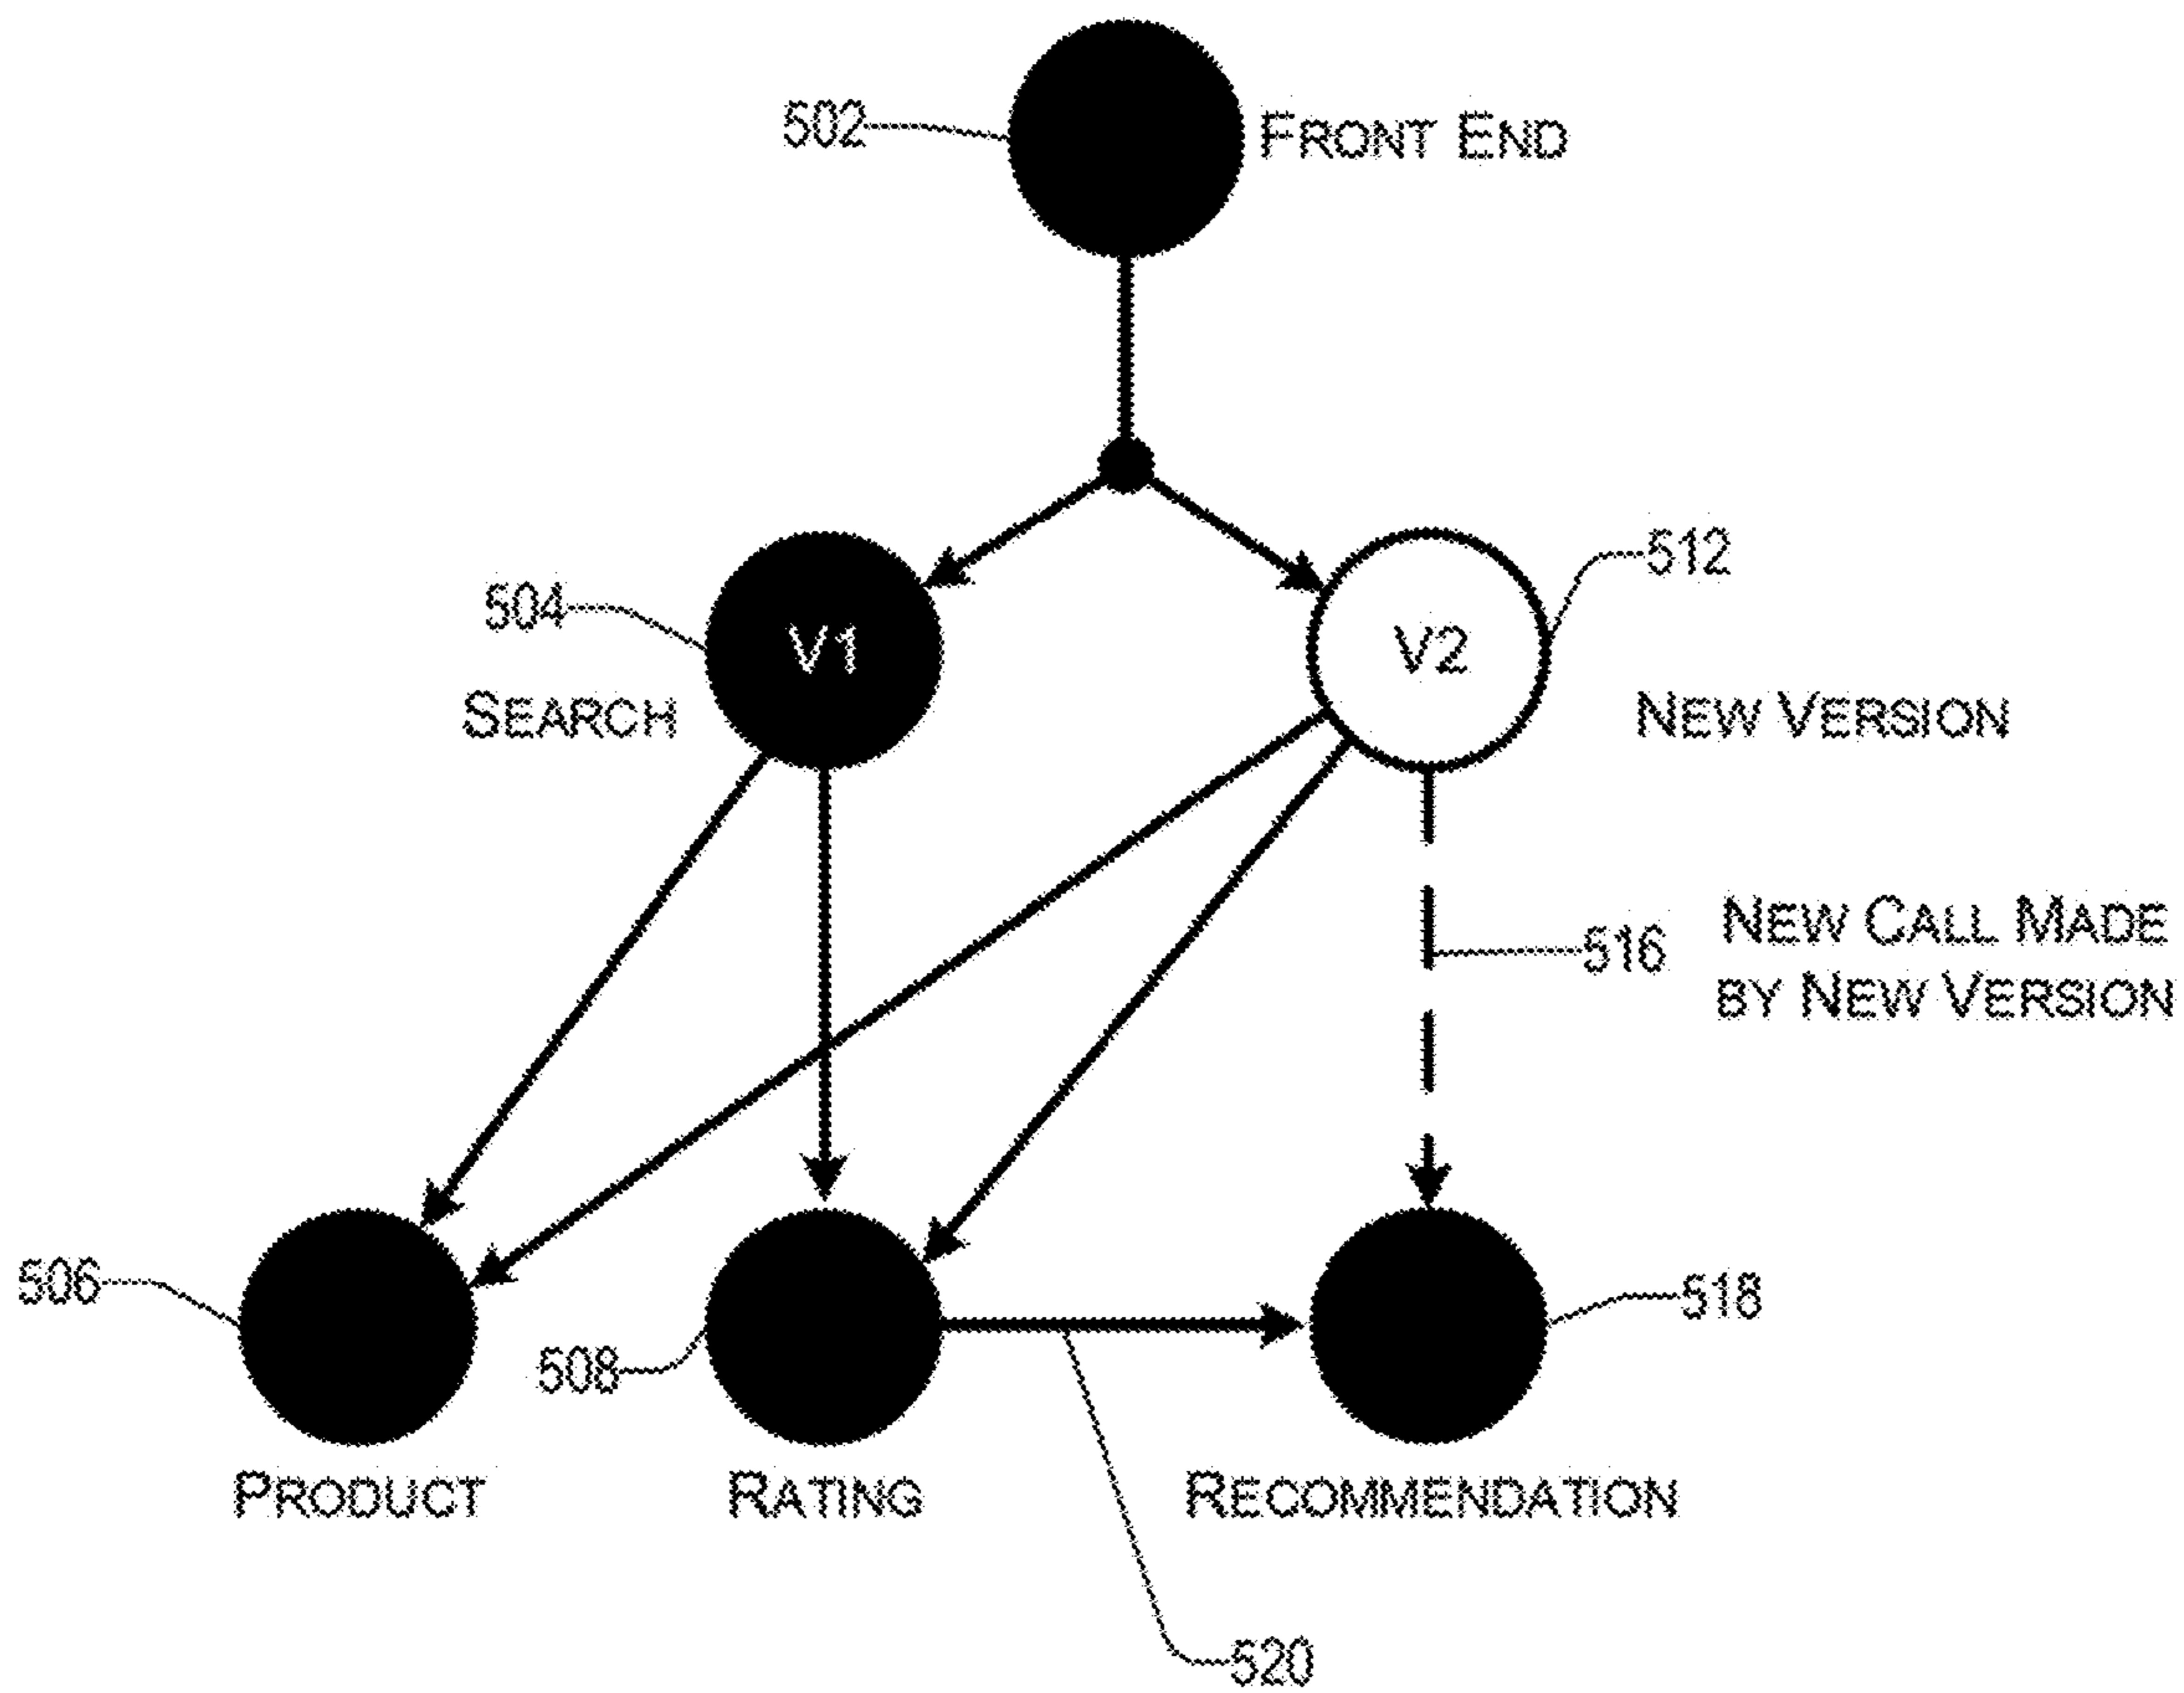 502
FRONT END
512
504
V1
V2
SEARCH
NEW VERSION
516
NEW CALL MADE
BY NEW VERSION
506
518
508
PRODUCT
RATING
RECOMMENDATION
520